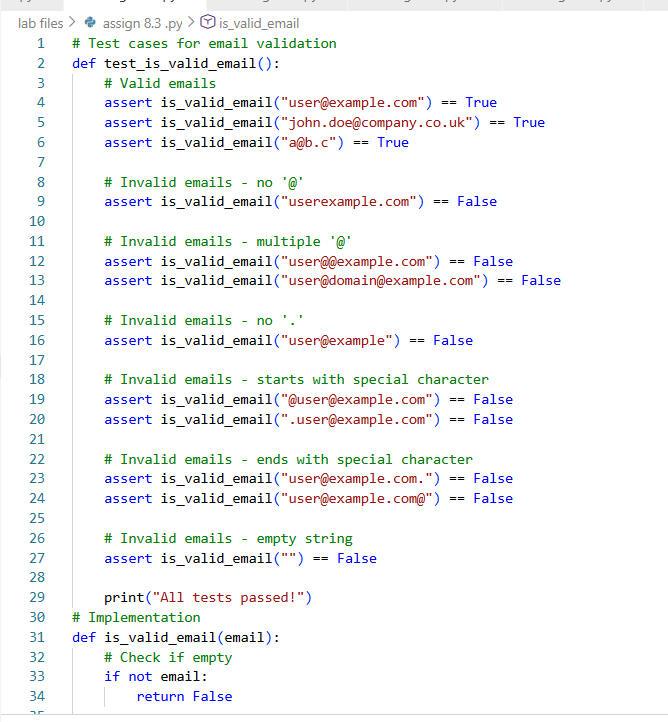 lab files > assign 8.3 .py > is_valid_email
1 # Test cases for email validation
2 def test_is_valid_email():
3     # Valid emails
4     assert is_valid_email("user@example.com") == True
5     assert is_valid_email("john.doe@company.co.uk") == True
6     assert is_valid_email("a@b.c") == True
7
8     # Invalid emails - no '@'
9     assert is_valid_email("userexample.com") == False
10
11     # Invalid emails - multiple '@'
12     assert is_valid_email("user@@example.com") == False
13     assert is_valid_email("user@domain@example.com") == False
14
15     # Invalid emails - no '.'
16     assert is_valid_email("user@example") == False
17
18     # Invalid emails - starts with special character
19     assert is_valid_email("@user@example.com") == False
20     assert is_valid_email(".user@example.com") == False
21
22     # Invalid emails - ends with special character
23     assert is_valid_email("user@example.com.") == False
24     assert is_valid_email("user@example.com@") == False
25
26     # Invalid emails - empty string
27     assert is_valid_email("") == False
28
29     print("All tests passed!")
30 # Implementation
31 def is_valid_email(email):
32     # Check if empty
33     if not email:
34         return False